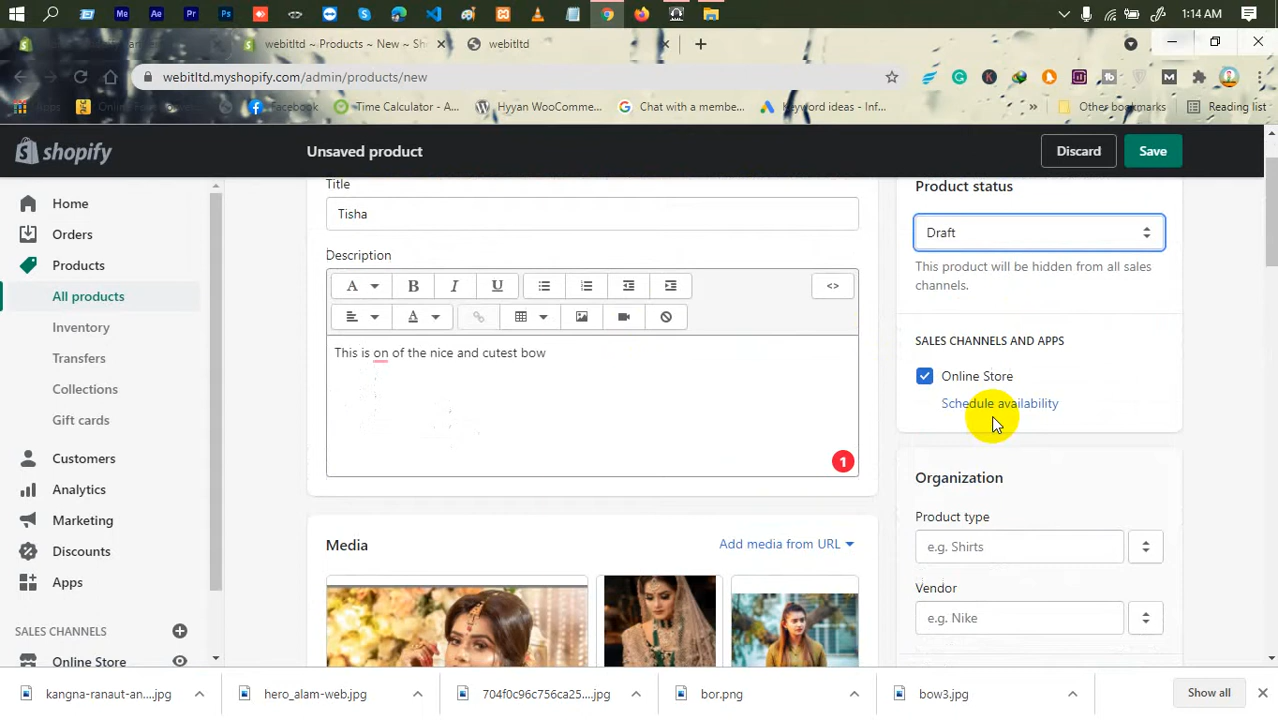 1:14 AM
webitltd ~ Products ~ New ~ Sh
webitltd
webitltd.myshopify.com/admin/products/new
Apps
Facebook
Time Calculator - A...
Hyyan WooComme...
Chat with a membe...
Keyword ideas - Inf...
Other bookmarks
Reading list
shopify
Unsaved product
Discard
Save
Home
Orders
Products
All products
Inventory
Transfers
Collections
Gift cards
Customers
Analytics
Marketing
Discounts
Apps
SALES CHANNELS
Online Store
Title
Tisha
Description
This is on of the nice and cutest bow
1
Media
Add media from URL
Product status
Draft
This product will be hidden from all sales
channels.
SALES CHANNELS AND APPS
Online Store
Schedule availability
Organization
Product type
e.g. Shirts
Vendor
e.g. Nike
kangna-ranaut-an....jpg
hero_alam-web.jpg
704f0c96c756ca25....jpg
bor.png
bow3.jpg
Show all